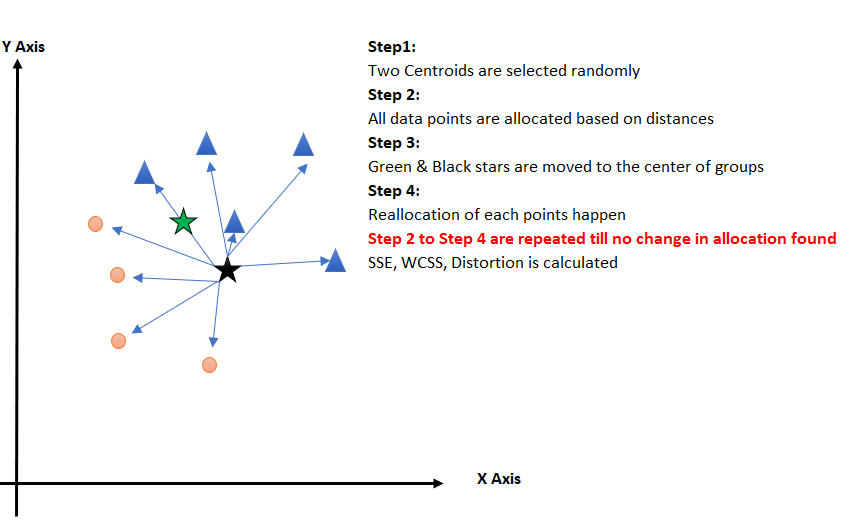 Y Axis
Step1:
Two Centroids are selected randomly
Step 2:
All data points are allocated based on distances
Step 3:
Green & Black stars are moved to the center of groups
Step 4:
Reallocation of each points happen
Step 2 to Step 4 are repeated till no change in allocation found
SSE, WCSS, Distortion is calculated
X Axis